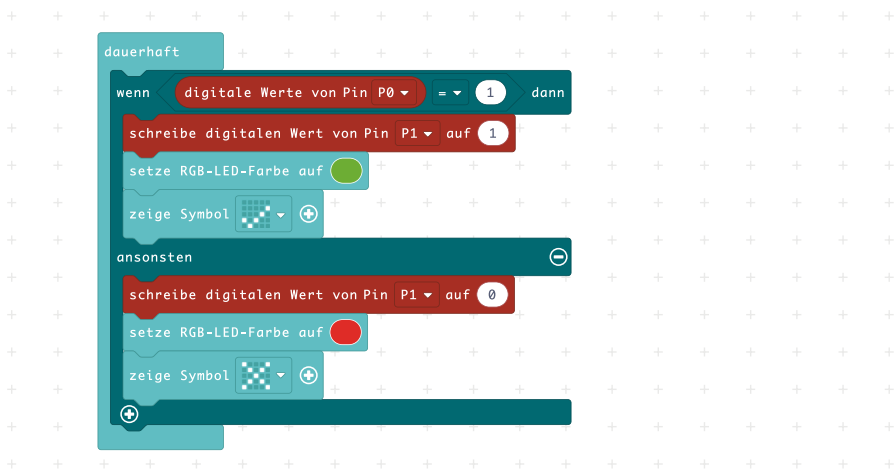 dauerhaft
wenn digitale Werte von Pin P0 = 1 dann
schreibe digitalen Wert von Pin P1 auf 1
setze RGB-LED-Farbe auf
zeige Symbol
ansonsten
schreibe digitalen Wert von Pin P1 auf 0
setze RGB-LED-Farbe auf
zeige Symbol